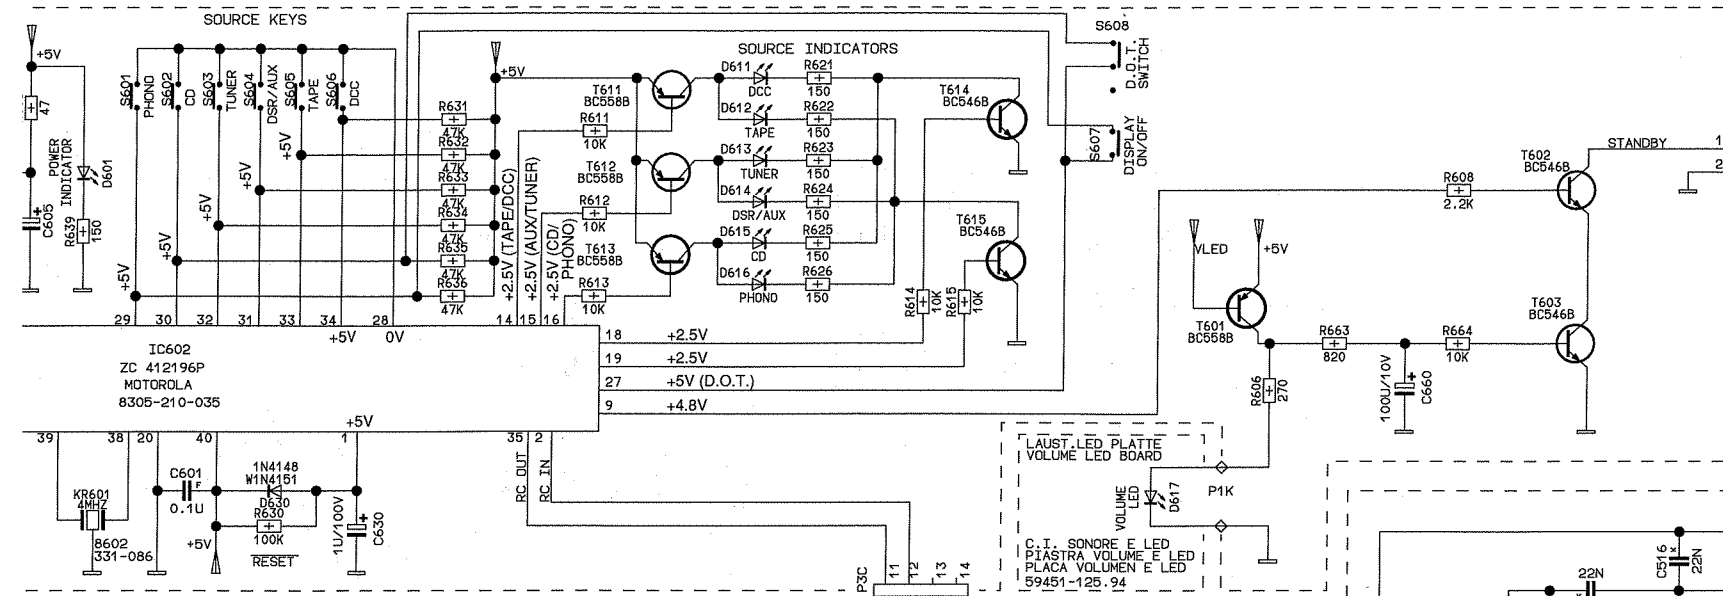 SOURCE KEYS
+5V
47
C605
POWER INDICATOR
D601
R639
150
S601
PHONO
S602
CD
S603
TUNER
S604
DSR/AUX
S605
TAPE
S606
DCC
+5V
+5V
+5V
+5V
+5V
R631
47K
R632
47K
R633
47K
R634
47K
R635
47K
R636
47K
+5V
+2.5V (TAPE/DCC)
+2.5V (AUX/TUNER)
+2.5V (CD/
PHONO)
SOURCE INDICATORS
T611
BC558B
R611
10K
T612
BC558B
R612
10K
T613
BC558B
R613
10K
D611
DCC
R621
150
D612
TAPE
R622
150
D613
TUNER
R623
150
D614
DSR/AUX
R624
150
D615
CD
R625
150
D616
PHONO
R626
150
T614
BC546B
T615
BC546B
R614
10K
R615
10K
S608
D.O.T.
SWITCH
S607
DISPLAY
ON/OFF
T602
BC546B
STANDBY
1
2
R608
2.2K
VLED
+5V
T601
BC558B
R663
820
R664
10K
T603
BC546B
R606
270
100U/10V
C660
29 30 32 31 33 34 28 14 15 16
+5V 0V
IC602
ZC 412196P
MOTOROLA
8305-210-035
18 +2.5V
19 +2.5V
27 +5V (D.O.T.)
9 +4.8V
+5V
39 38 20 40 1 35 2
RC OUT
RC IN
KR601
4MHZ
8602
331-086
C601
F
0.1U
1N4148
W1N4151
D630
R630
100K
+5V
RESET
1U/100V
C630
P3C
11
12
13
14
LAUST.LED PLATTE
VOLUME LED BOARD
VOLUME
LED
D617
P1K
C.I. SONORE E LED
PIASTRA VOLUME E LED
PLACA VOLUMEN E LED
59451-125.94
C516
22N
22N